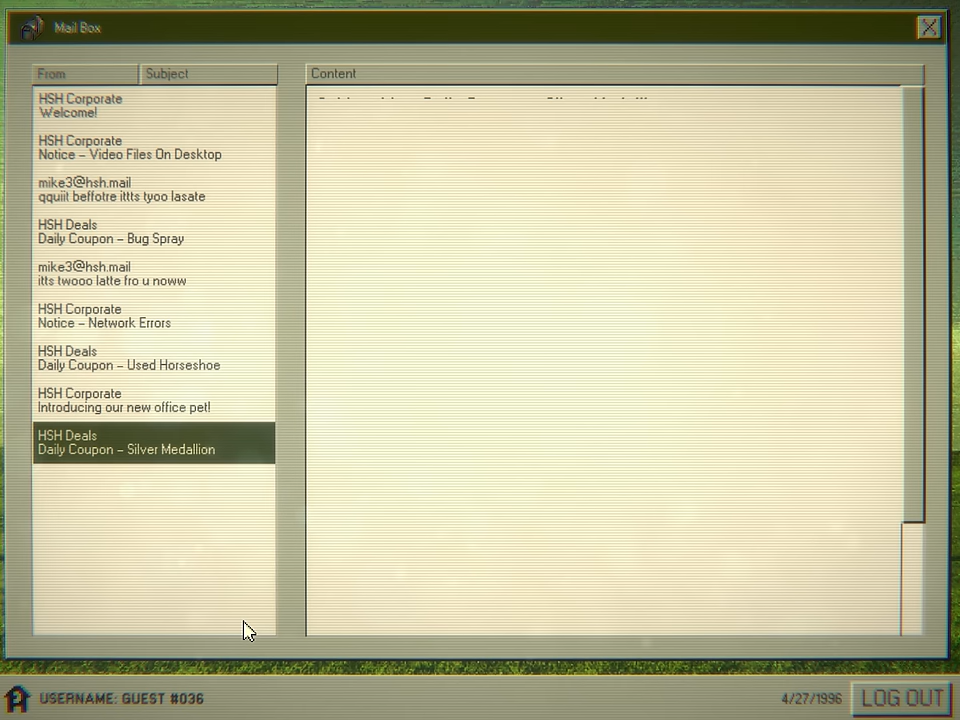 Mail Box
From
Subject
Content
HSH Corporate
Welcome!
HSH Corporate
Notice – Video Files On Desktop
mike3@hsh.mail
qquiit beffotre ittts tyoo lasate
HSH Deals
Daily Coupon – Bug Spray
mike3@hsh.mail
itts twooo latte fro u noww
HSH Corporate
Notice – Network Errors
HSH Deals
Daily Coupon – Used Horseshoe
HSH Corporate
Introducing our new office pet!
HSH Deals
Daily Coupon – Silver Medallion
USERNAME: GUEST #036
4/27/1996
LOG OUT